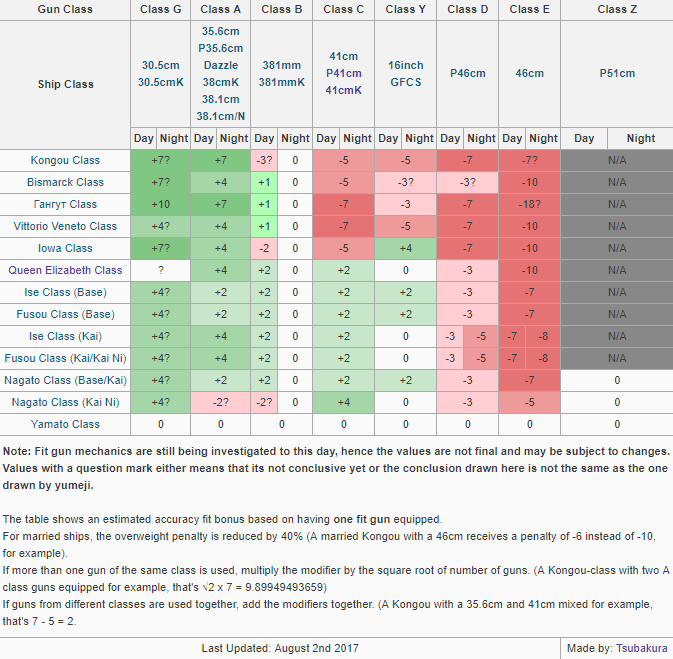 Gun Class Class G Class A Class B Class C Class Y Class D Class E Class Z
Ship Class
30.5cm
30.5cmK
35.6cm
P35.6cm
Dazzle
38cmK
38.1cm
38.1cm/N
381mm
381mmK
41cm
P41cm
41cmK
16inch
GFCS
P46cm
46cm
P51cm
Day Night Day Night Day Night Day Night Day Night Day Night Day Night Day Night
Kongou Class +7? +7 -3? 0 -5 -5 -7 -7? N/A
Bismarck Class +7? +4 +1 0 -5 -3? -3? -10 N/A
Гангут Class +10 +7 +1 0 -7 -3 -7 -18? N/A
Vittorio Veneto Class +4? +4 +1 0 -7 -5 -7 -10 N/A
Iowa Class +7? +4 -2 0 -5 +4 -7 -10 N/A
Queen Elizabeth Class ? +4 +2 0 +2 0 -3 -10 N/A
Ise Class (Base) +4? +2 +2 0 +2 +2 -3 -7 N/A
Fusou Class (Base) +4? +2 +2 0 +2 +2 -3 -7 N/A
Ise Class (Kai) +4? +4 +2 0 +2 0 -3 -5 -7 -8 N/A
Fusou Class (Kai/Kai Ni) +4? +4 +2 0 +2 0 -3 -5 -7 -8 N/A
Nagato Class (Base/Kai) +4? +2 +2 0 +2 +2 -3 -7 0
Nagato Class (Kai Ni) +4? -2? -2? 0 +4 0 -3 -5 0
Yamato Class 0 0 0 0 0 0 0 0 0
Note: Fit gun mechanics are still being investigated to this day, hence the values are not final and may be subject to changes.
Values with a question mark either means that its not conclusive yet or the conclusion drawn here is not the same as the one
drawn by yumeji.
The table shows an estimated accuracy fit bonus based on having one fit gun equipped.
For married ships, the overweight penalty is reduced by 40% (A married Kongou with a 46cm receives a penalty of -6 instead of -10,
for example).
If more than one gun of the same class is used, multiply the modifier by the square root of number of guns. (A Kongou-class with two A
class guns equipped for example, that's √2 x 7 = 9.89949493659)
If guns from different classes are used together, add the modifiers together. (A Kongou with a 35.6cm and 41cm mixed for example,
that's 7 - 5 = 2.
Last Updated: August 2nd 2017 Made by: Tsubakura